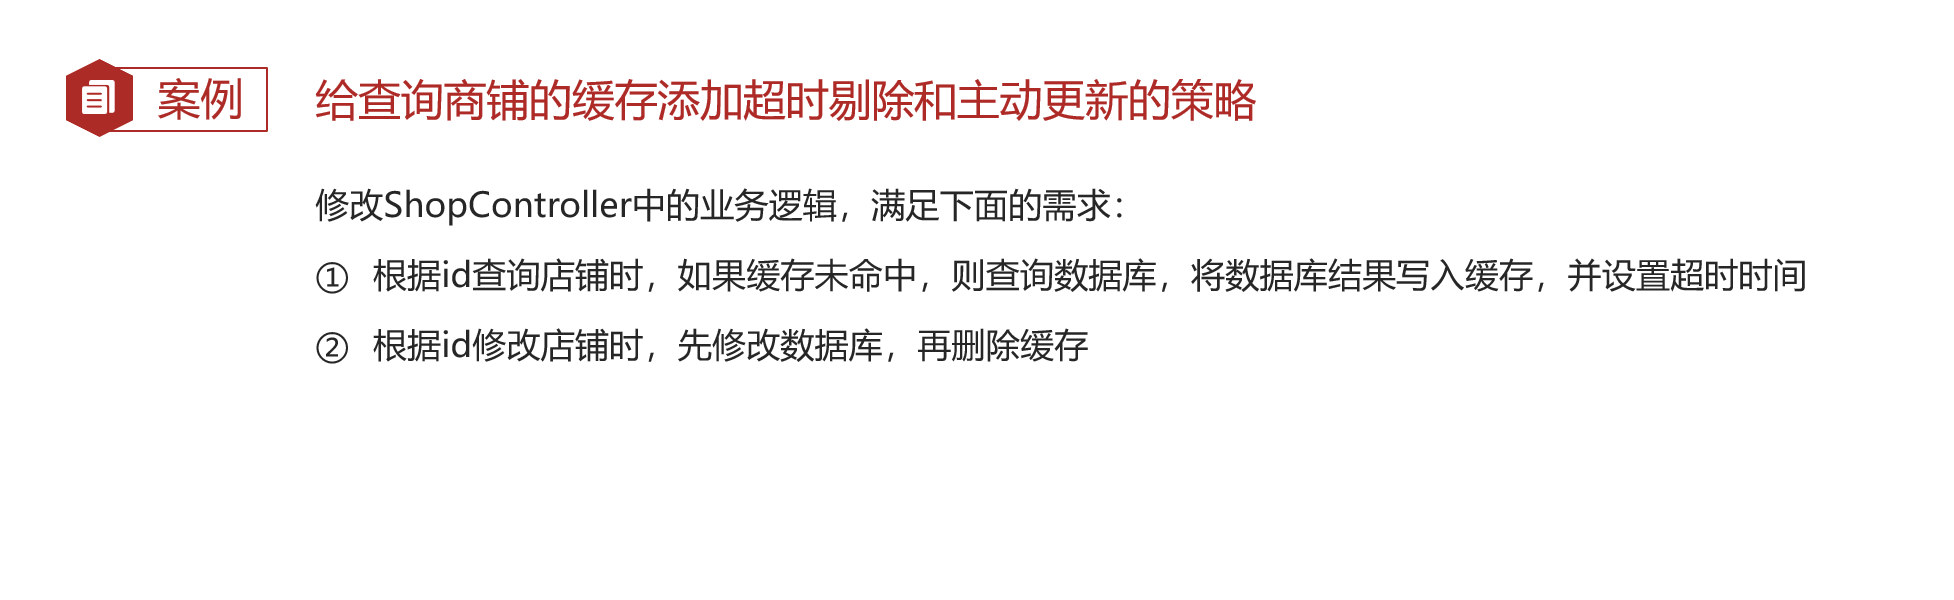 案例
给查询商铺的缓存添加超时剔除和主动更新的策略
修改ShopController中的业务逻辑，满足下面的需求：
① 根据id查询店铺时，如果缓存未命中，则查询数据库，将数据库结果写入缓存，并设置超时时间
② 根据id修改店铺时，先修改数据库，再删除缓存